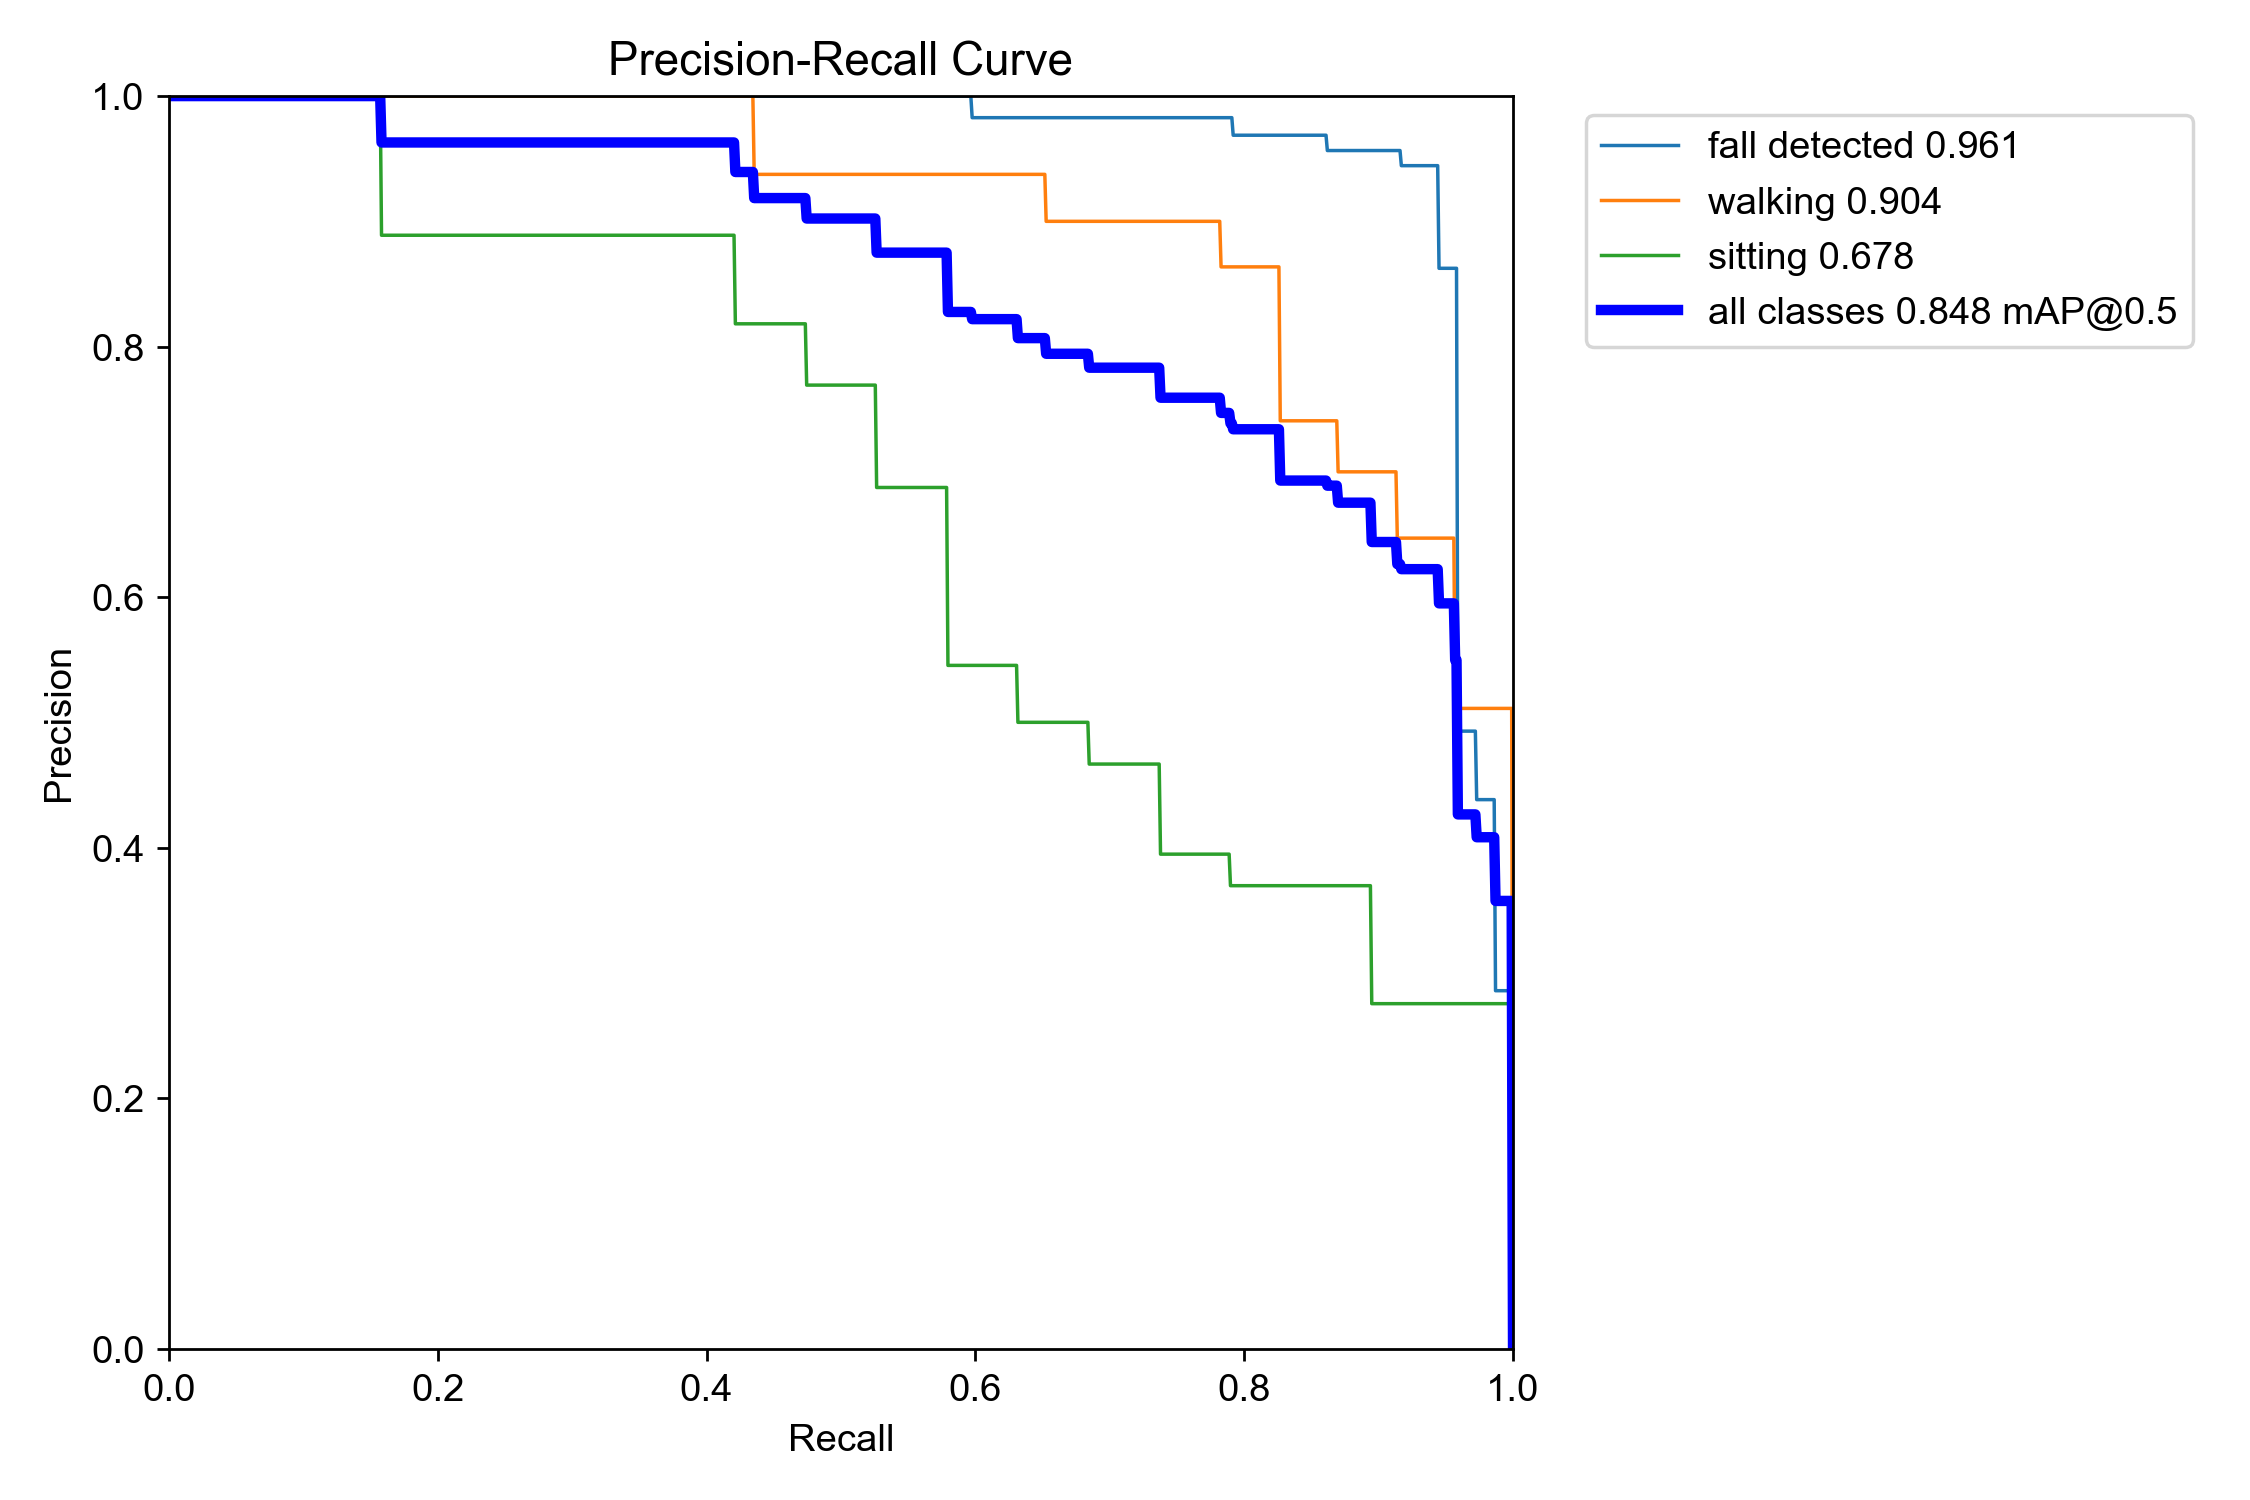 Precision-Recall Curve
1.0
0.8
0.6
0.4
0.2
0.0
Precision
0.0 0.2 0.4 0.6 0.8 1.0
Recall
fall detected 0.961
walking 0.904
sitting 0.678
all classes 0.848 mAP@0.5